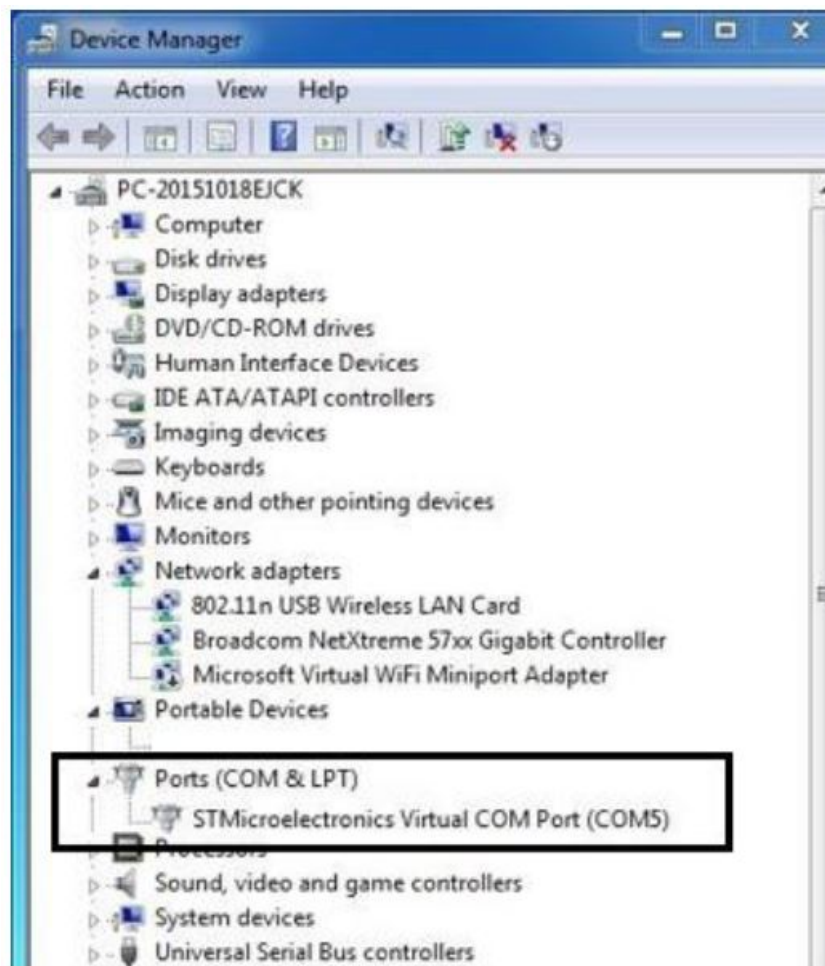 Device Manager
File Action View Help
PC-20151018EJCK
Computer
Disk drives
Display adapters
DVD/CD-ROM drives
Human Interface Devices
IDE ATA/ATAPI controllers
Imaging devices
Keyboards
Mice and other pointing devices
Monitors
Network adapters
802.11n USB Wireless LAN Card
Broadcom NetXtreme 57xx Gigabit Controller
Microsoft Virtual WiFi Miniport Adapter
Portable Devices
Ports (COM & LPT)
STMicroelectronics Virtual COM Port (COM5)
Processors
Sound, video and game controllers
System devices
Universal Serial Bus controllers